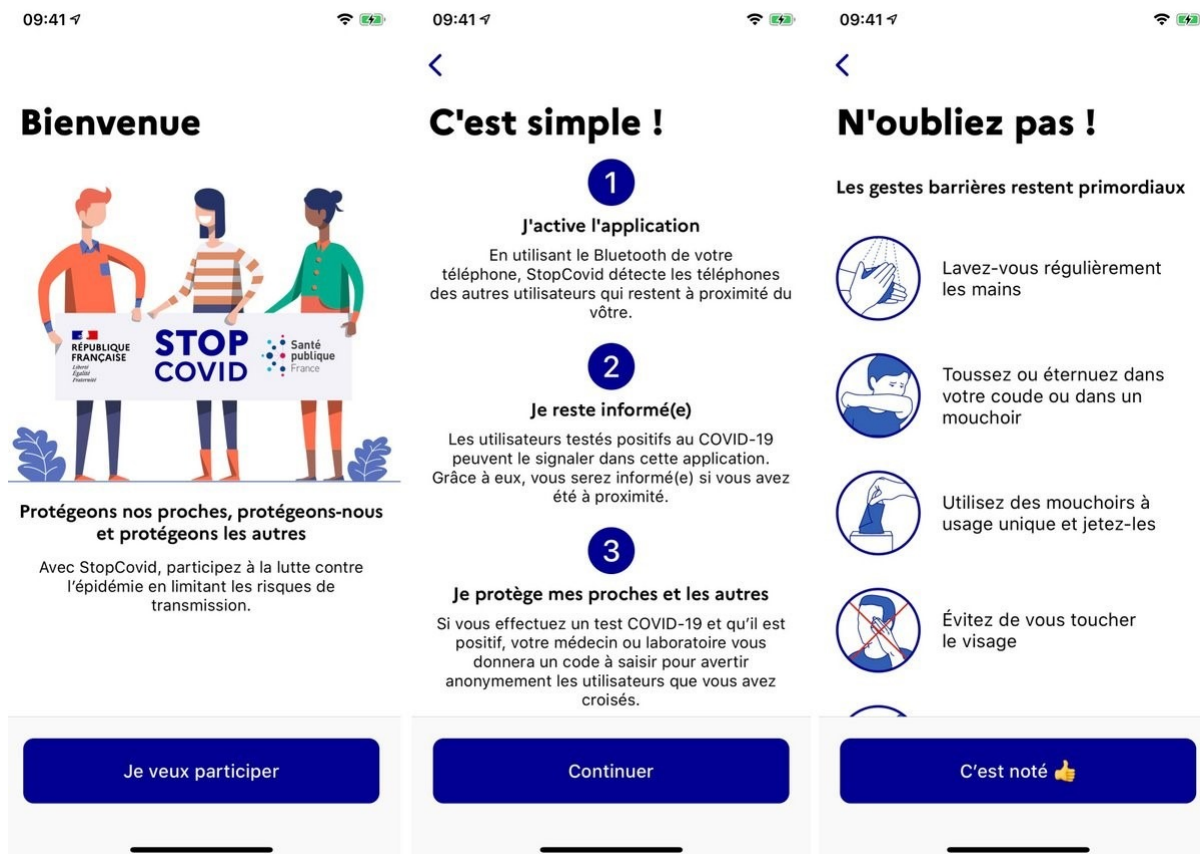 09:41
Bienvenue
RÉPUBLIQUE
FRANÇAISE
Liberté
Égalité
Fraternité
STOP
COVID
Santé
publique
France
Protégeons nos proches, protégeons-nous
et protégeons les autres
Avec StopCovid, participez à la lutte contre
l'épidémie en limitant les risques de
transmission.
Je veux participer
09:41
C'est simple !
1
J'active l'application
En utilisant le Bluetooth de votre
téléphone, StopCovid détecte les téléphones
des autres utilisateurs qui restent à proximité du
vôtre.
2
Je reste informé(e)
Les utilisateurs testés positifs au COVID-19
peuvent le signaler dans cette application.
Grâce à eux, vous serez informé(e) si vous avez
été à proximité.
3
Je protège mes proches et les autres
Si vous effectuez un test COVID-19 et qu'il est
positif, votre médecin ou laboratoire vous
donnera un code à saisir pour avertir
anonymement les utilisateurs que vous avez
croisés.
Continuer
09:41
N'oubliez pas !
Les gestes barrières restent primordiaux
Lavez-vous régulièrement
les mains
Toussez ou éternuez dans
votre coude ou dans un
mouchoir
Utilisez des mouchoirs à
usage unique et jetez-les
Évitez de vous toucher
le visage
C'est noté 👍